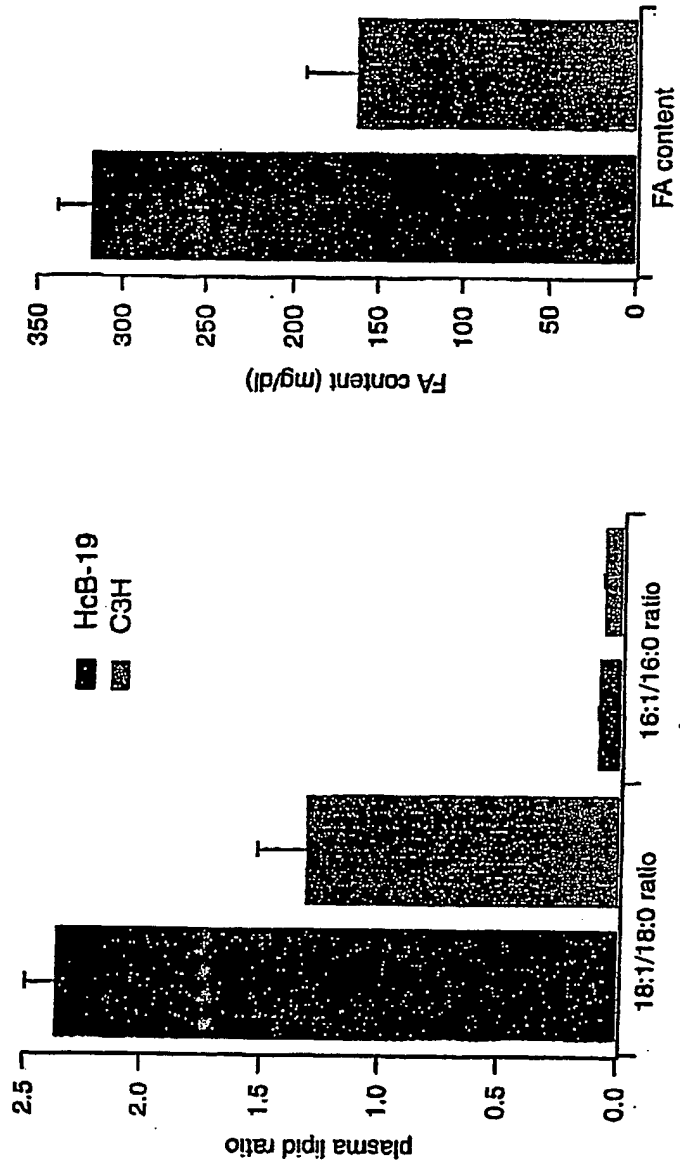 plasma lipid ratio
2.5
2.0
1.5
1.0
0.5
0.0
18:1/18:0 ratio
16:1/16:0 ratio
HcB-19
C3H
FA content (mg/dl)
350
300
250
200
150
100
50
0
FA content